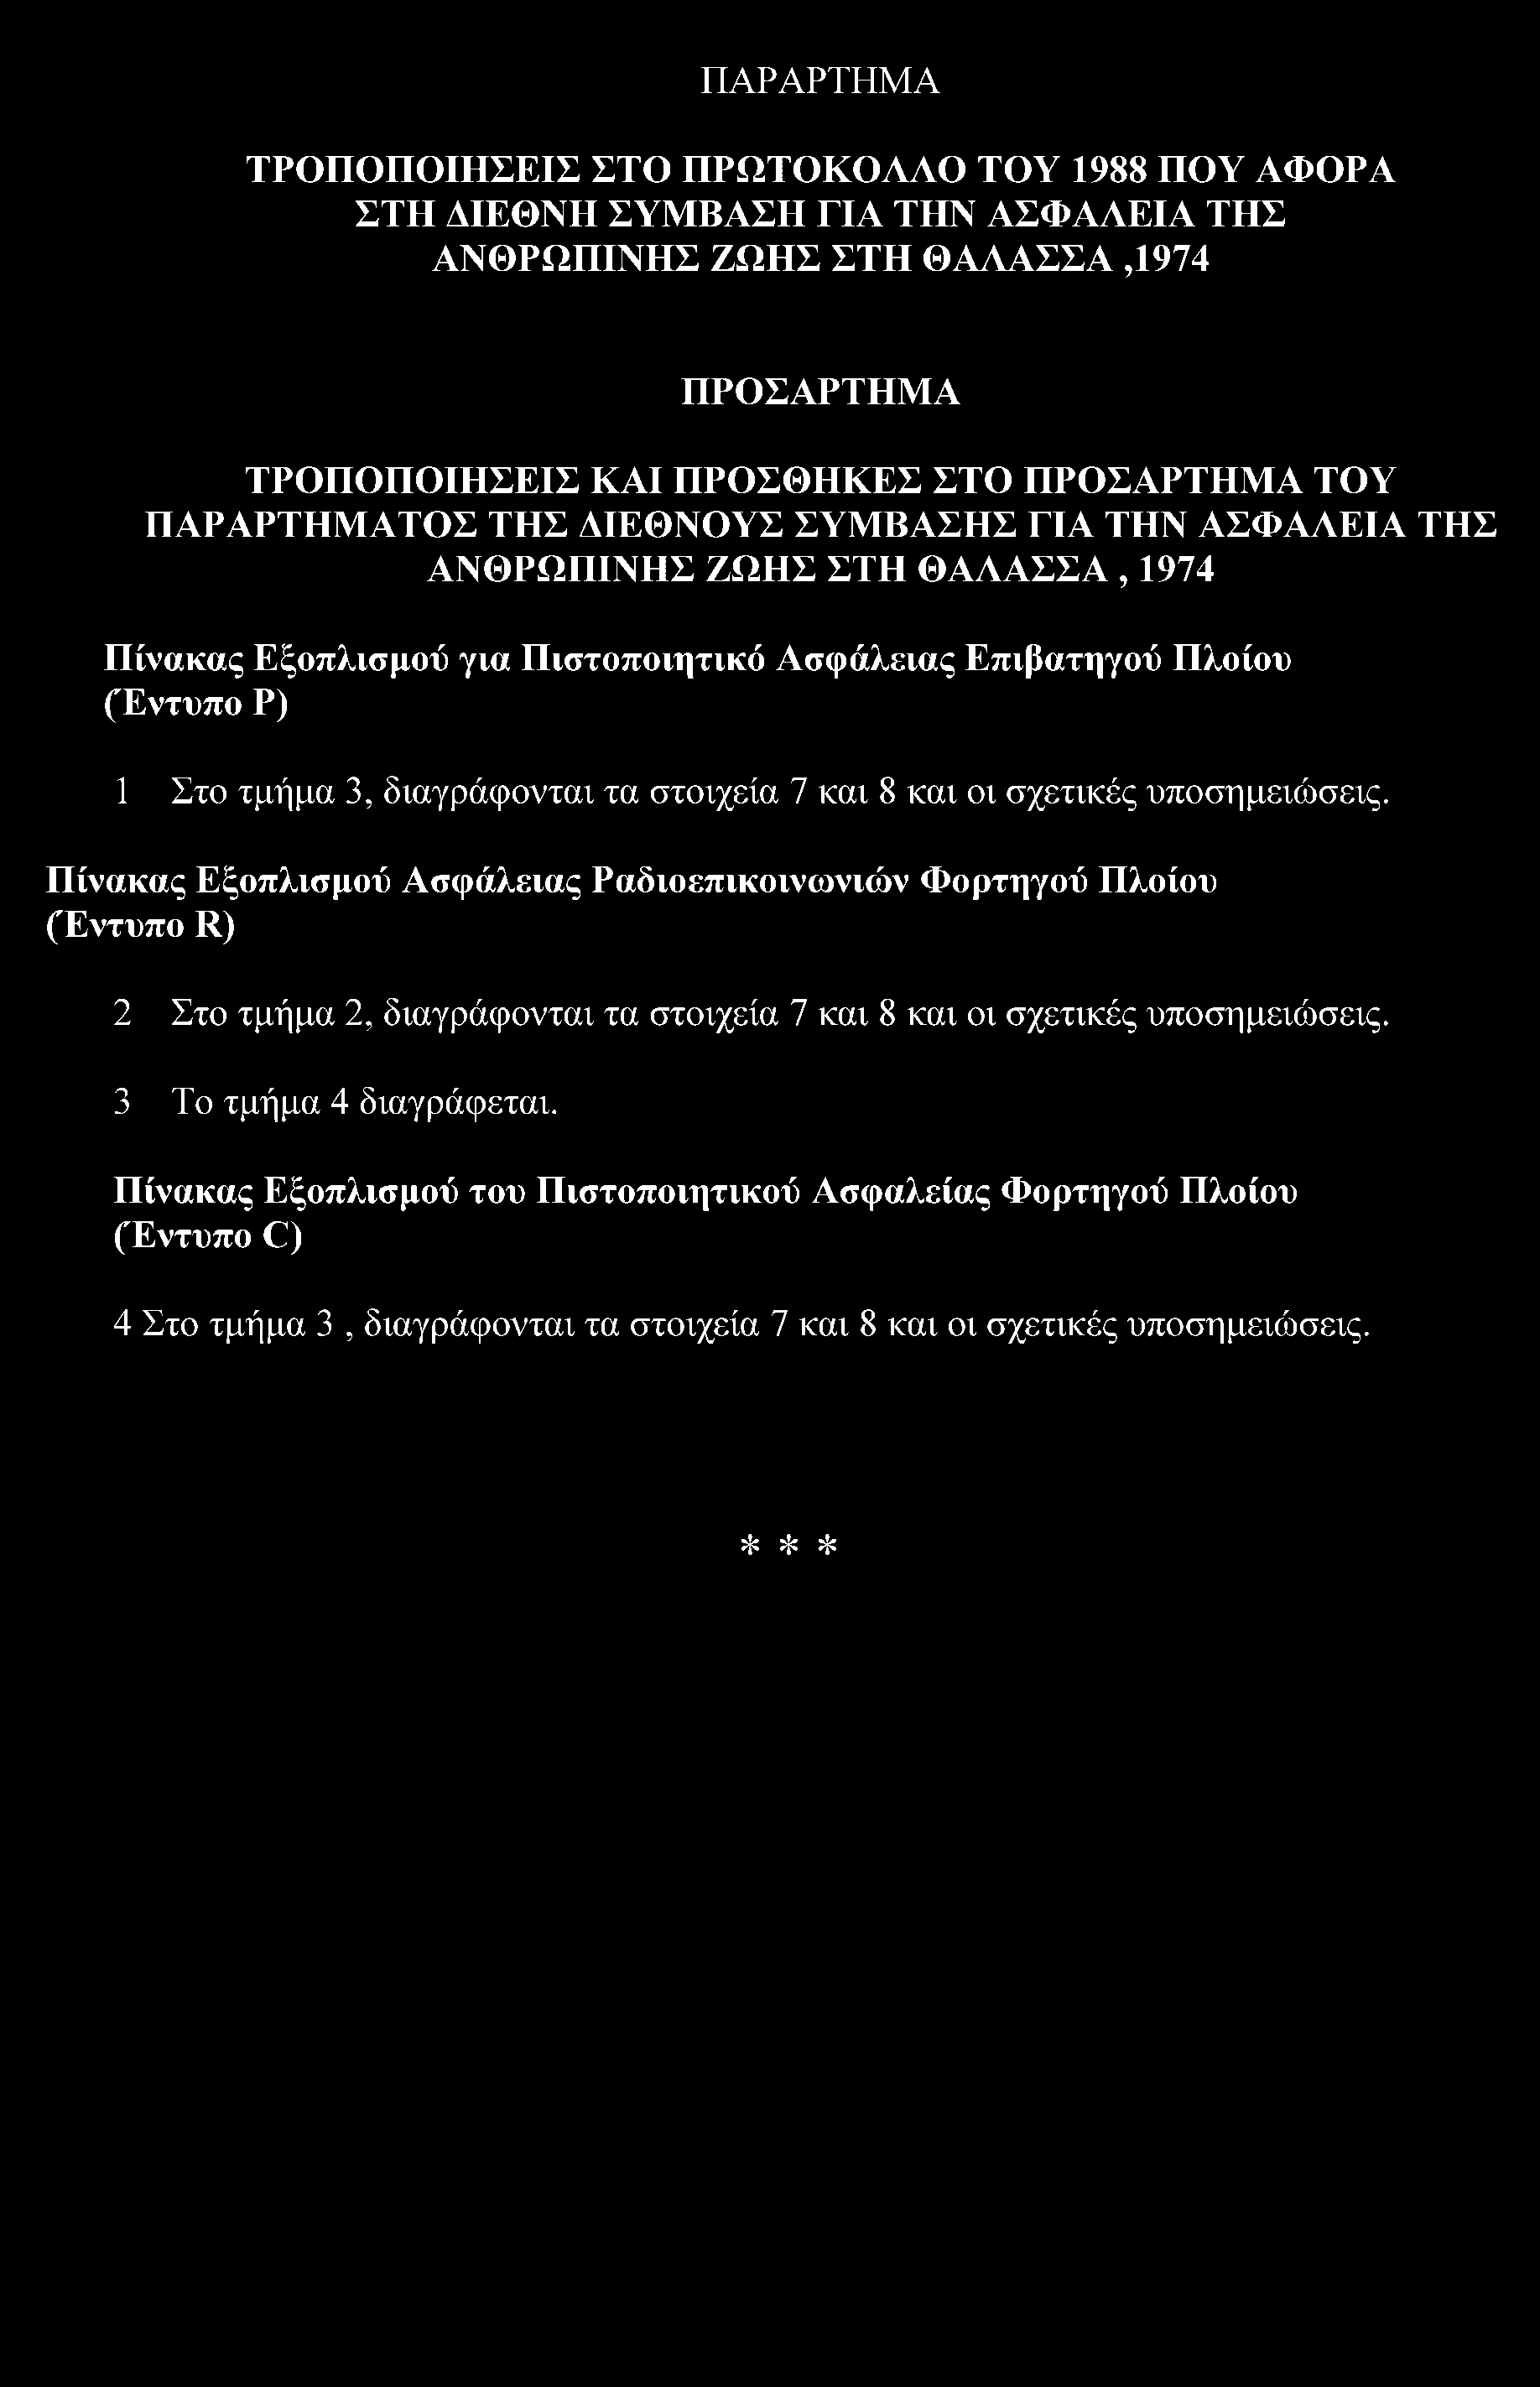 ΠΑΡΑΡΤΗΜΑ
ΤΡΟΠΟΠΟΙΗΣΕΙΣ ΣΤΟ ΠΡΩΤΟΚΟΛΛΟ ΤΟΥ 1988 ΠΟΥ ΑΦΟΡΑ
ΣΤΗ ΔΙΕΘΝΗ ΣΥΜΒΑΣΗ ΓΙΑ ΤΗΝ ΑΣΦΑΛΕΙΑ ΤΗΣ
ΑΝΘΡΩΠΙΝΗΣ ΖΩΗΣ ΣΤΗ ΘΑΛΑΣΣΑ ,1974
ΠΡΟΣΑΡΤΗΜΑ
ΤΡΟΠΟΠΟΙΗΣΕΙΣ ΚΑΙ ΠΡΟΣΘΗΚΕΣ ΣΤΟ ΠΡΟΣΑΡΤΗΜΑ ΤΟΥ
ΠΑΡΑΡΤΗΜΑΤΟΣ ΤΗΣ ΔΙΕΘΝΟΥΣ ΣΥΜΒΑΣΗΣ ΓΙΑ ΤΗΝ ΑΣΦΑΛΕΙΑ ΤΗΣ
ΑΝΘΡΩΠΙΝΗΣ ΖΩΗΣ ΣΤΗ ΘΑΛΑΣΣΑ , 1974
Πίνακας Εξοπλισμού για Πιστοποιητικό Ασφάλειας Επιβατηγού Πλοίου
(Έντυπο P)
1 Στο τμήμα 3, διαγράφονται τα στοιχεία 7 και 8 και οι σχετικές υποσημειώσεις.
Πίνακας Εξοπλισμού Ασφάλειας Ραδιοεπικοινωνιών Φορτηγού Πλοίου
(Έντυπο R)
2 Στο τμήμα 2, διαγράφονται τα στοιχεία 7 και 8 και οι σχετικές υποσημειώσεις.
3 Το τμήμα 4 διαγράφεται.
Πίνακας Εξοπλισμού του Πιστοποιητικού Ασφαλείας Φορτηγού Πλοίου
(Έντυπο C)
4 Στο τμήμα 3 , διαγράφονται τα στοιχεία 7 και 8 και οι σχετικές υποσημειώσεις.
* * *